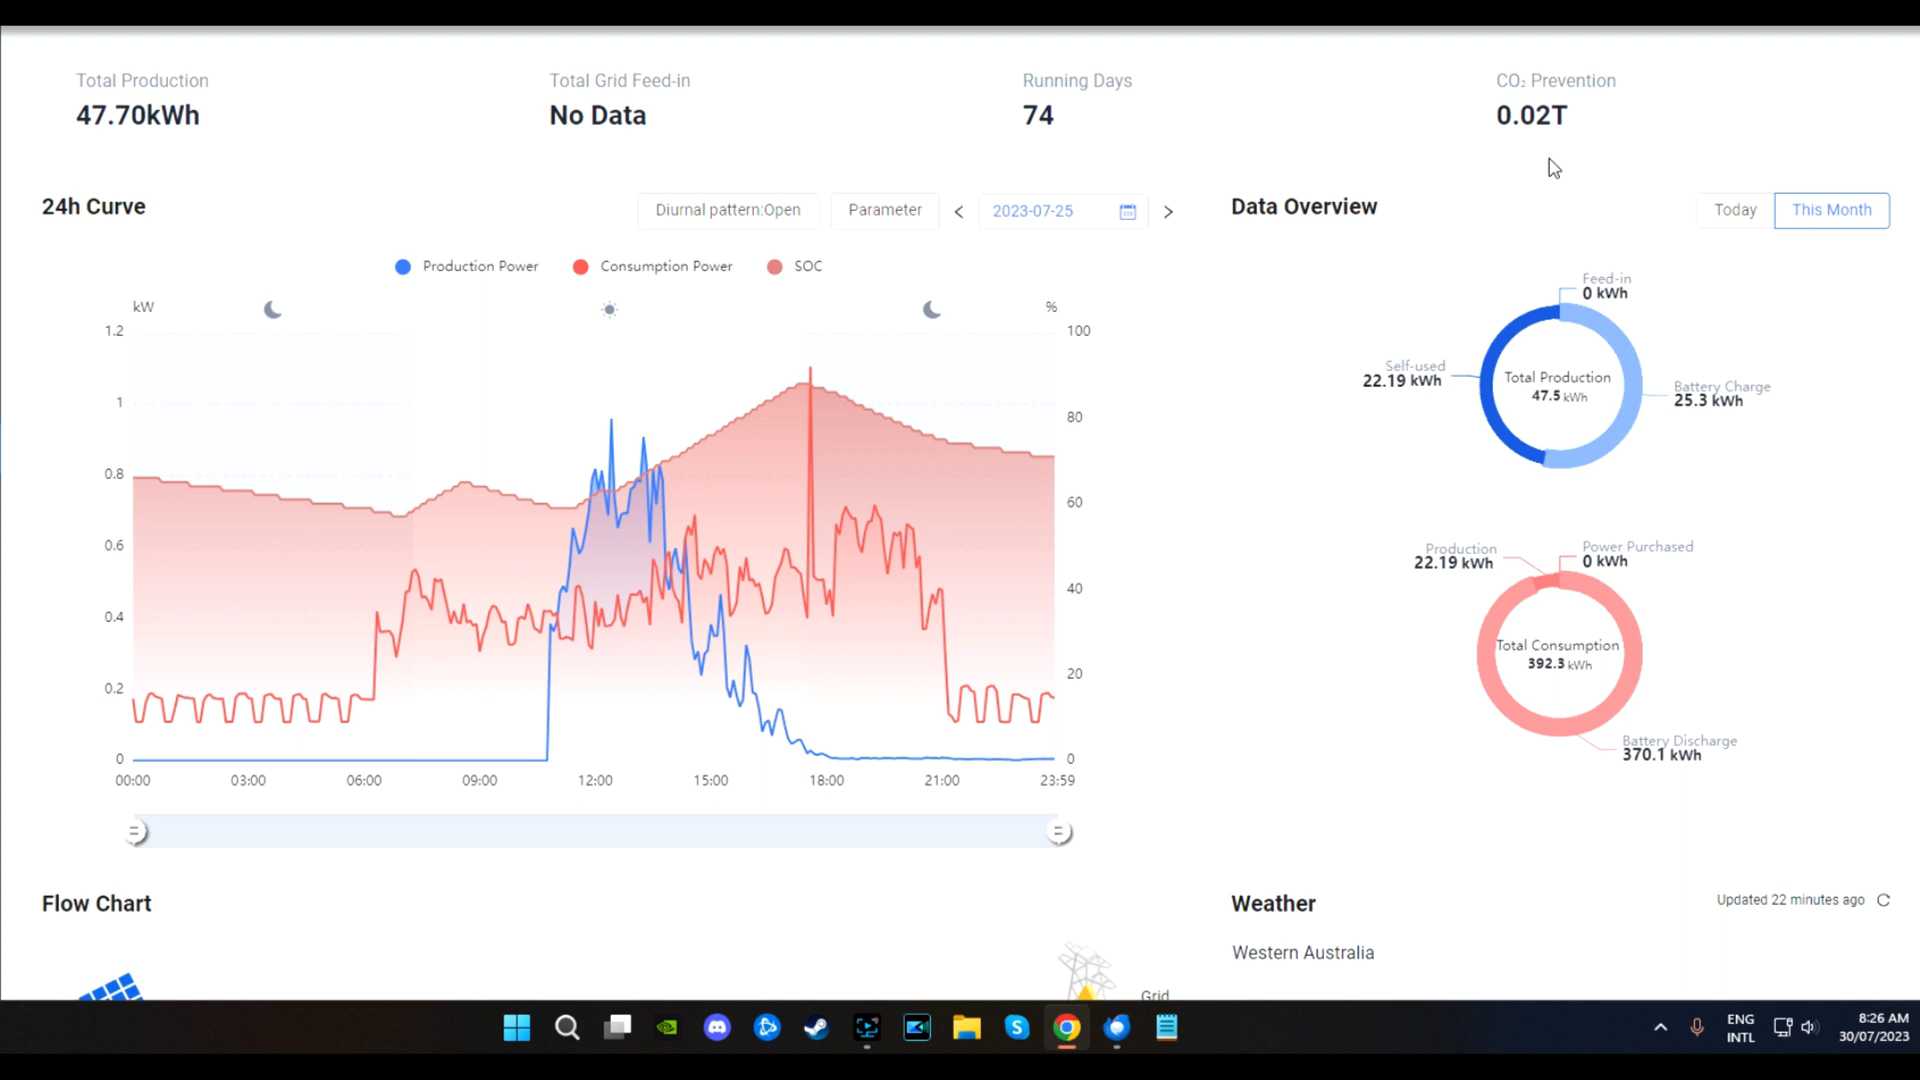 Total Production
47.70kWh
Total Grid Feed-in
No Data
Running Days
74
CO₂ Prevention
0.02T
24h Curve
Diurnal pattern:Open
Parameter
<
2023-07-25
>
Production Power
Consumption Power
SOC
kW
%
1.2
1
0.8
0.6
0.4
0.2
0
100
80
60
40
20
0
00:00
03:00
06:00
09:00
12:00
15:00
18:00
21:00
23:59
Data Overview
Today
This Month
Feed-in
0 kWh
Self-used
22.19 kWh
Total Production
47.5 kWh
Battery Charge
25.3 kWh
Production
22.19 kWh
Power Purchased
0 kWh
Total Consumption
392.3 kWh
Battery Discharge
370.1 kWh
Flow Chart
Grid
Weather
Updated 22 minutes ago
Western Australia
ENG
INTL
8:26 AM
30/07/2023